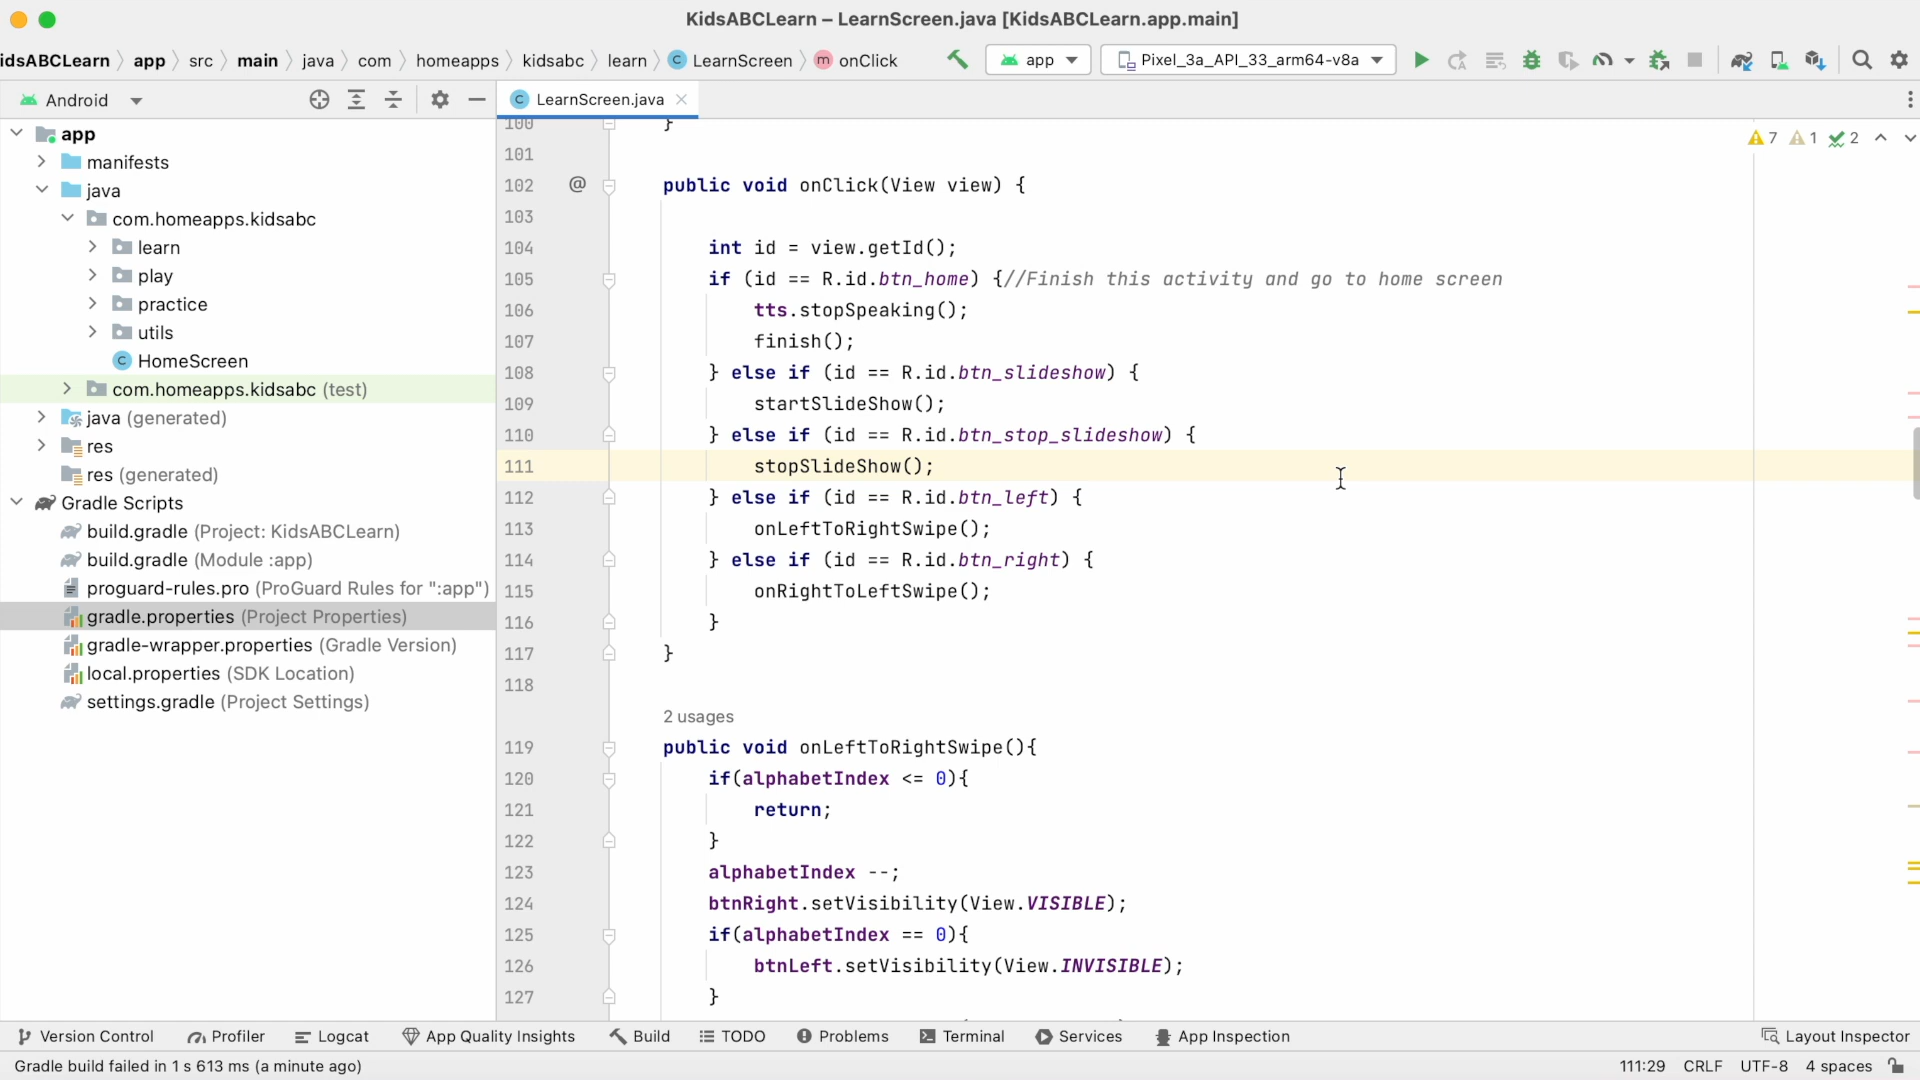 KidsABCLearn – LearnScreen.java [KidsABCLearn.app.main]
idsABCLearn app src main java com homeapps kidsabc learn LearnScreen onClick app Pixel_3a_API_33_arm64-v8a
Android
LearnScreen.java
7 1 2
app
manifests
java
com.homeapps.kidsabc
learn
play
practice
utils
HomeScreen
com.homeapps.kidsabc (test)
java (generated)
res
res (generated)
Gradle Scripts
build.gradle (Project: KidsABCLearn)
build.gradle (Module :app)
proguard-rules.pro (ProGuard Rules for ":app")
gradle.properties (Project Properties)
gradle-wrapper.properties (Gradle Version)
local.properties (SDK Location)
settings.gradle (Project Settings)
100 }
101
102 @ public void onClick(View view) {
103
104 int id = view.getId();
105 if (id == R.id.btn_home) {//Finish this activity and go to home screen
106 tts.stopSpeaking();
107 finish();
108 } else if (id == R.id.btn_slideshow) {
109 startSlideShow();
110 } else if (id == R.id.btn_stop_slideshow) {
111 stopSlideShow();
112 } else if (id == R.id.btn_left) {
113 onLeftToRightSwipe();
114 } else if (id == R.id.btn_right) {
115 onRightToLeftSwipe();
116 }
117 }
118
2 usages
119 public void onLeftToRightSwipe(){
120 if(alphabetIndex <= 0){
121 return;
122 }
123 alphabetIndex --;
124 btnRight.setVisibility(View.VISIBLE);
125 if(alphabetIndex == 0){
126 btnLeft.setVisibility(View.INVISIBLE);
127 }
Version Control Profiler Logcat App Quality Insights Build TODO Problems Terminal Services App Inspection Layout Inspector
Gradle build failed in 1 s 613 ms (a minute ago) 111:29 CRLF UTF-8 4 spaces